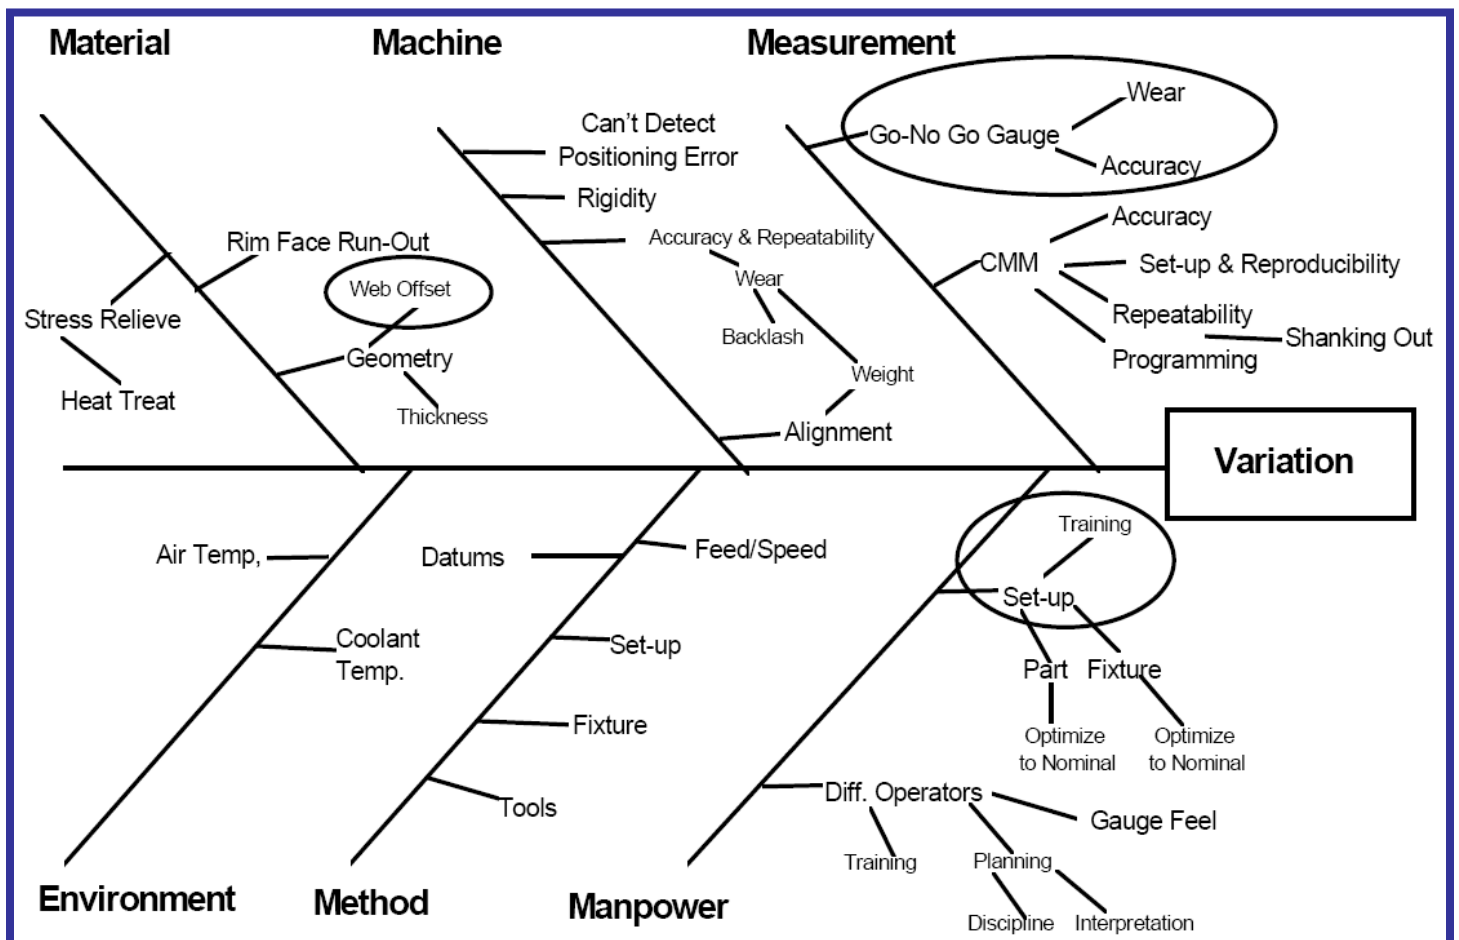 Material
Machine
Measurement
Wear
Can't Detect
Positioning Error
Go-No Go Gauge
Accuracy
Rigidity
Accuracy
Rim Face Run-Out
Accuracy & Repeatability
CMM
Set-up & Reproducibility
Web Offset
Wear
Stress Relieve
Backlash
Repeatability
Shanking Out
Geometry
Programming
Weight
Heat Treat
Thickness
Alignment
Variation
Training
Air Temp,
Datums
Feed/Speed
Set-up
Coolant
Temp.
Set-up
Part
Fixture
Fixture
Optimize
to Nominal
Optimize
to Nominal
Tools
Diff. Operators
Gauge Feel
Training
Planning
Discipline
Interpretation
Environment
Method
Manpower